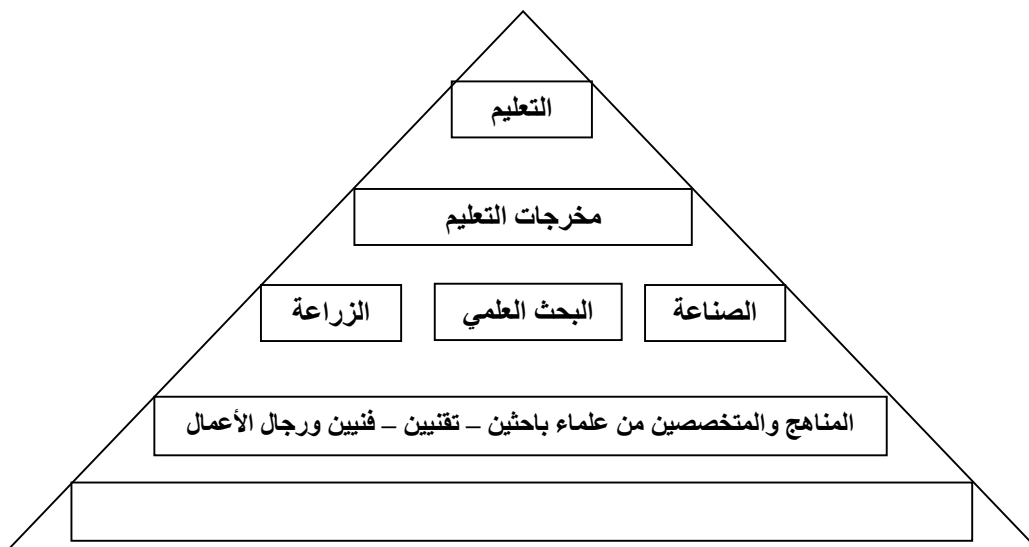 التعليم
مخرجات التعليم
الصناعة
البحث العلمي
الزراعة
المناهج والمتخصصين من علماء باحثين – تقنيين – فنيين ورجال الأعمال